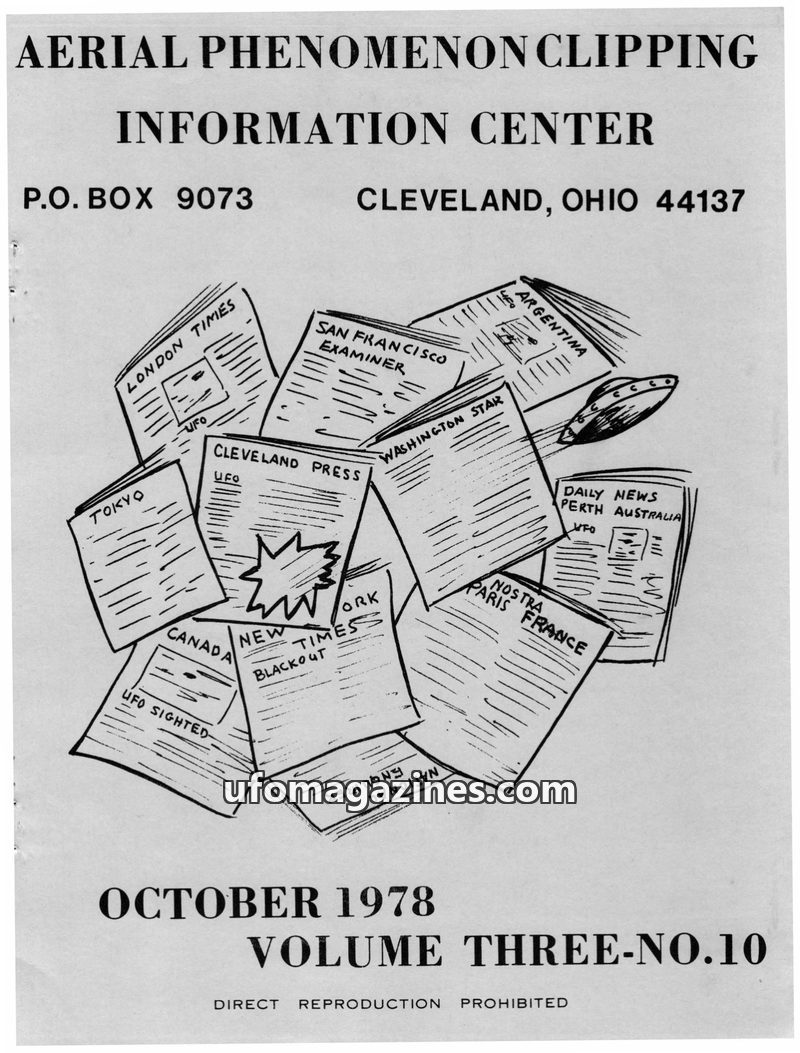 AERIAL PHENOMENON CLIPPING
INFORMATION CENTER
P.O. BOX 9073 CLEVELAND, OHIO 44137
LONDON TIMES
UFO
SAN FRANCISCO
EXAMINER
UFO
ARGENTINA
WASHINGTON STAR
CLEVELAND PRESS
UFO
TOKYO
DAILY NEWS
PERTH AUSTRALIA
UFO
NOSTRA
PARIS FRANCE
CANADA
UFO SIGHTED
NEW ORK
TIMES
BLACKOUT
ufomagazines.com
OCTOBER 1978
VOLUME THREE-NO.10
DIRECT REPRODUCTION PROHIBITED